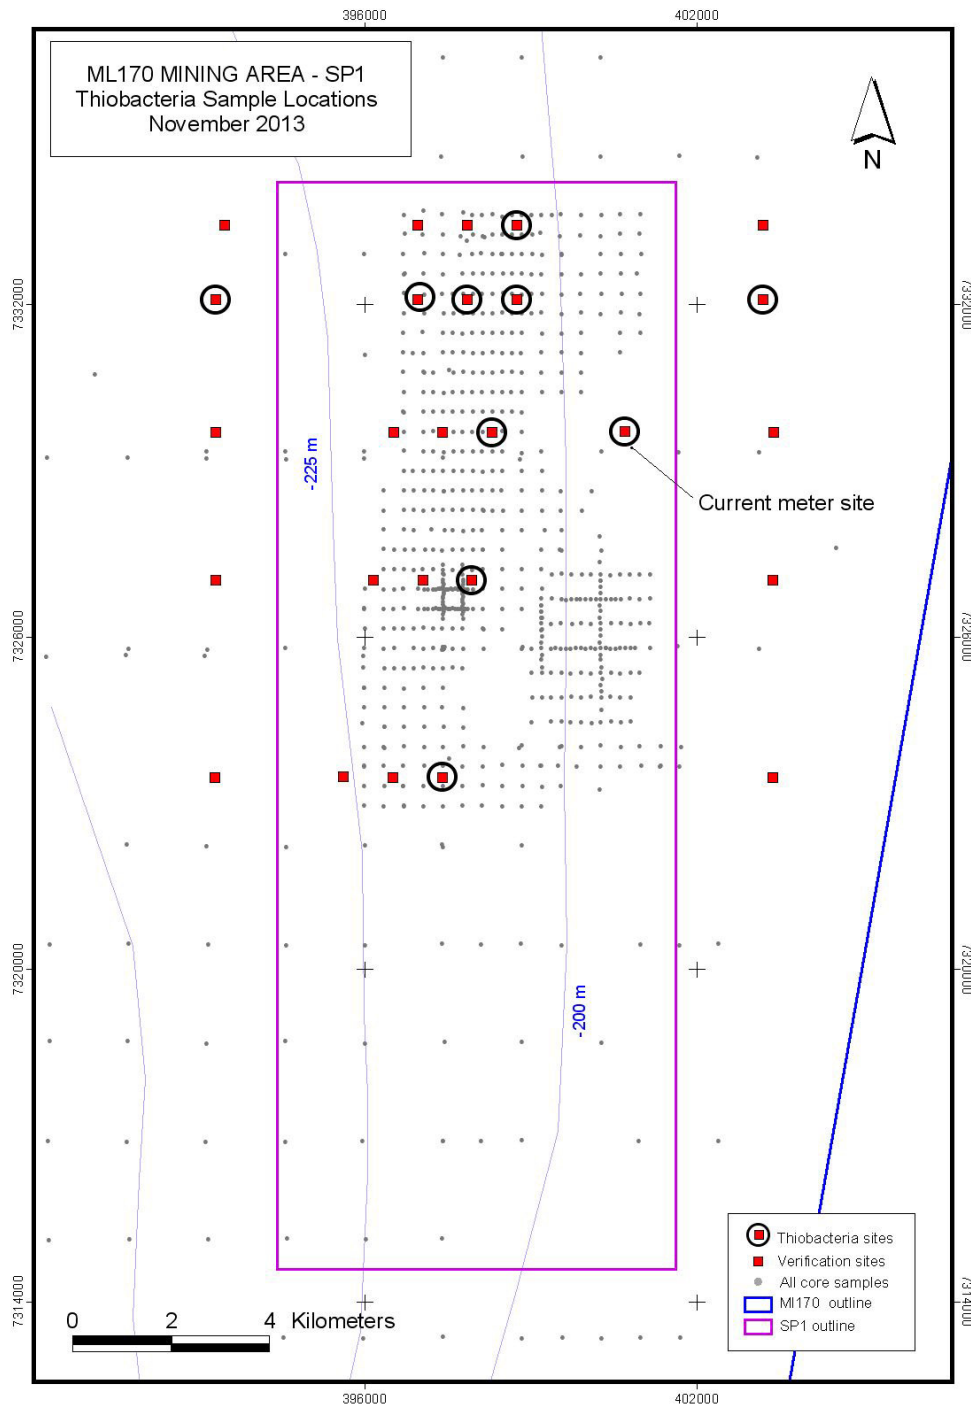 396000
402000
ML170 MINING AREA - SP1
Thiobacteria Sample Locations
November 2013
N
7332000
7332000
-225 m
Current meter site
7326000
7326000
7320000
7320000
-200 m
Thiobacteria sites
Verification sites
All core samples
MI170 outline
SP1 outline
7314000
7314000
0
2
4
Kilometers
396000
402000